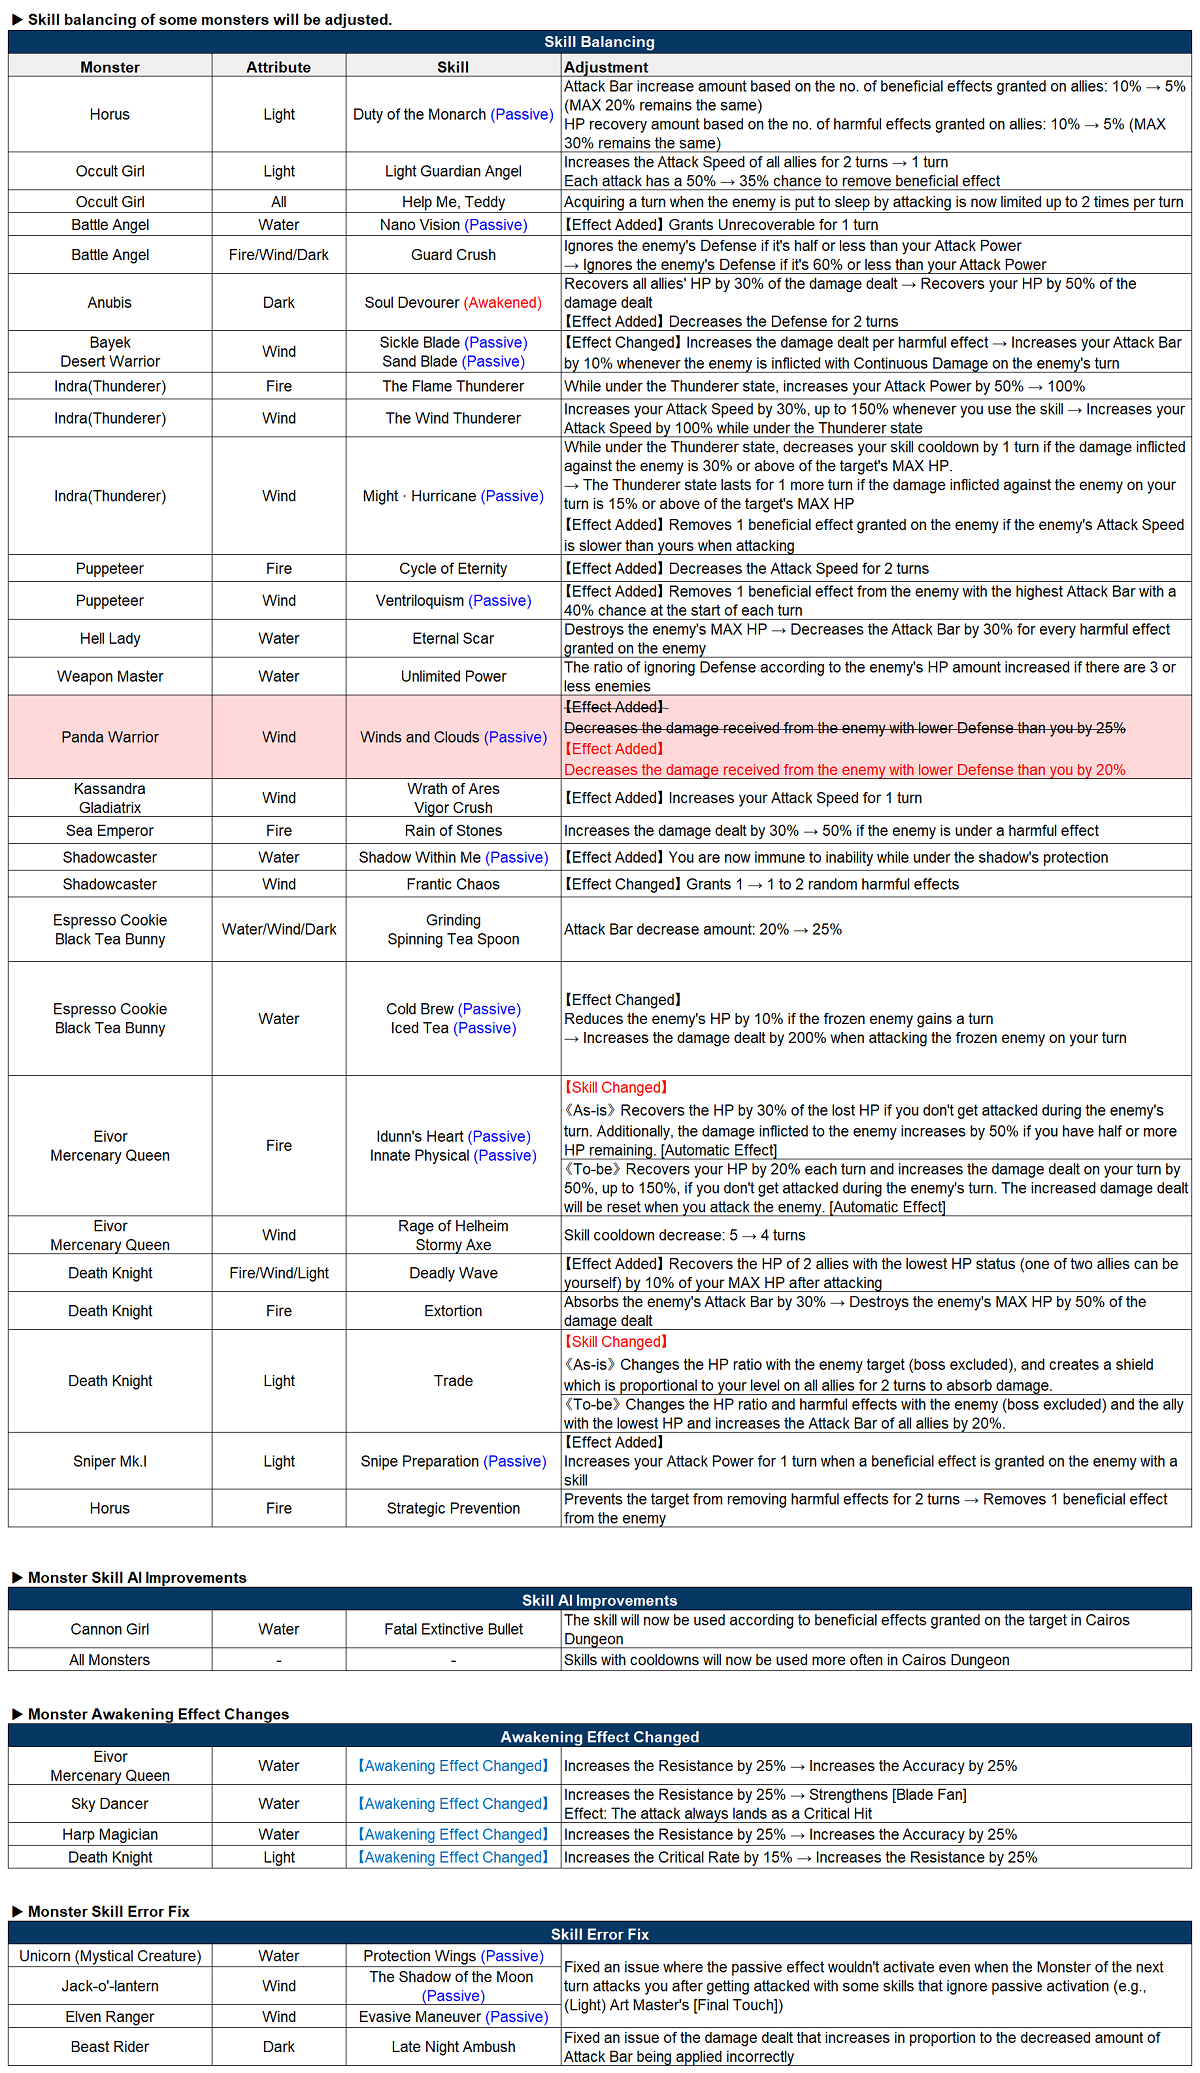 ▶ Skill balancing of some monsters will be adjusted.
Skill Balancing
Monster Attribute Skill Adjustment
Horus Light Duty of the Monarch (Passive)
Attack Bar increase amount based on the no. of beneficial effects granted on allies: 10% → 5%
(MAX 20% remains the same)
HP recovery amount based on the no. of harmful effects granted on allies: 10% → 5% (MAX
30% remains the same)
Occult Girl Light Light Guardian Angel
Increases the Attack Speed of all allies for 2 turns → 1 turn
Each attack has a 50% → 35% chance to remove beneficial effect
Occult Girl All Help Me, Teddy Acquiring a turn when the enemy is put to sleep by attacking is now limited up to 2 times per turn
Battle Angel Water Nano Vision (Passive) 【Effect Added】 Grants Unrecoverable for 1 turn
Battle Angel Fire/Wind/Dark Guard Crush
Ignores the enemy's Defense if it's half or less than your Attack Power
→ Ignores the enemy's Defense if it's 60% or less than your Attack Power
Anubis Dark Soul Devourer (Awakened)
Recovers all allies' HP by 30% of the damage dealt → Recovers your HP by 50% of the
damage dealt
【Effect Added】 Decreases the Defense for 2 turns
Bayek
Desert Warrior
Wind
Sickle Blade (Passive)
Sand Blade (Passive)
【Effect Changed】 Increases the damage dealt per harmful effect → Increases your Attack Bar
by 10% whenever the enemy is inflicted with Continuous Damage on the enemy's turn
Indra(Thunderer) Fire The Flame Thunderer While under the Thunderer state, increases your Attack Power by 50% → 100%
Indra(Thunderer) Wind The Wind Thunderer
Increases your Attack Speed by 30%, up to 150% whenever you use the skill → Increases your
Attack Speed by 100% while under the Thunderer state
Indra(Thunderer) Wind Might · Hurricane (Passive)
While under the Thunderer state, decreases your skill cooldown by 1 turn if the damage inflicted
against the enemy is 30% or above of the target's MAX HP.
→ The Thunderer state lasts for 1 more turn if the damage inflicted against the enemy on your
turn is 15% or above of the target's MAX HP
【Effect Added】 Removes 1 beneficial effect granted on the enemy if the enemy's Attack Speed
is slower than yours when attacking
Puppeteer Fire Cycle of Eternity 【Effect Added】 Decreases the Attack Speed for 2 turns
Puppeteer Wind Ventriloquism (Passive)
【Effect Added】 Removes 1 beneficial effect from the enemy with the highest Attack Bar with a
40% chance at the start of each turn
Hell Lady Water Eternal Scar
Destroys the enemy's MAX HP → Decreases the Attack Bar by 30% for every harmful effect
granted on the enemy
Weapon Master Water Unlimited Power
The ratio of ignoring Defense according to the enemy's HP amount increased if there are 3 or
less enemies
Panda Warrior Wind Winds and Clouds (Passive)
【Effect Added】
Decreases the damage received from the enemy with lower Defense than you by 25%
【Effect Added】
Decreases the damage received from the enemy with lower Defense than you by 20%
Kassandra
Gladiatrix
Wind
Wrath of Ares
Vigor Crush
【Effect Added】 Increases your Attack Speed for 1 turn
Sea Emperor Fire Rain of Stones Increases the damage dealt by 30% → 50% if the enemy is under a harmful effect
Shadowcaster Water Shadow Within Me (Passive) 【Effect Added】 You are now immune to inability while under the shadow's protection
Shadowcaster Wind Frantic Chaos 【Effect Changed】 Grants 1 → 1 to 2 random harmful effects
Espresso Cookie
Black Tea Bunny
Water/Wind/Dark
Grinding
Spinning Tea Spoon
Attack Bar decrease amount: 20% → 25%
Espresso Cookie
Black Tea Bunny
Water
Cold Brew (Passive)
Iced Tea (Passive)
【Effect Changed】
Reduces the enemy's HP by 10% if the frozen enemy gains a turn
→ Increases the damage dealt by 200% when attacking the frozen enemy on your turn
Eivor
Mercenary Queen
Fire
Idunn's Heart (Passive)
Innate Physical (Passive)
【Skill Changed】
《As-is》 Recovers the HP by 30% of the lost HP if you don't get attacked during the enemy's
turn. Additionally, the damage inflicted to the enemy increases by 50% if you have half or more
HP remaining. [Automatic Effect]
《To-be》 Recovers your HP by 20% each turn and increases the damage dealt on your turn by
50%, up to 150%, if you don't get attacked during the enemy's turn. The increased damage dealt
will be reset when you attack the enemy. [Automatic Effect]
Eivor
Mercenary Queen
Wind
Rage of Helheim
Stormy Axe
Skill cooldown decrease: 5 → 4 turns
Death Knight Fire/Wind/Light Deadly Wave
【Effect Added】 Recovers the HP of 2 allies with the lowest HP status (one of two allies can be
yourself) by 10% of your MAX HP after attacking
Death Knight Fire Extortion
Absorbs the enemy's Attack Bar by 30% → Destroys the enemy's MAX HP by 50% of the
damage dealt
Death Knight Light Trade
【Skill Changed】
《As-is》 Changes the HP ratio with the enemy target (boss excluded), and creates a shield
which is proportional to your level on all allies for 2 turns to absorb damage.
《To-be》 Changes the HP ratio and harmful effects with the enemy (boss excluded) and the ally
with the lowest HP and increases the Attack Bar of all allies by 20%.
Sniper Mk.I Light Snipe Preparation (Passive)
【Effect Added】
Increases your Attack Power for 1 turn when a beneficial effect is granted on the enemy with a
skill
Horus Fire Strategic Prevention
Prevents the target from removing harmful effects for 2 turns → Removes 1 beneficial effect
from the enemy
▶ Monster Skill AI Improvements
Skill AI Improvements
Cannon Girl Water Fatal Extinctive Bullet
The skill will now be used according to beneficial effects granted on the target in Cairos
Dungeon
All Monsters - - Skills with cooldowns will now be used more often in Cairos Dungeon
▶ Monster Awakening Effect Changes
Awakening Effect Changed
Eivor
Mercenary Queen
Water 【Awakening Effect Changed】 Increases the Resistance by 25% → Increases the Accuracy by 25%
Sky Dancer Water 【Awakening Effect Changed】
Increases the Resistance by 25% → Strengthens [Blade Fan]
Effect: The attack always lands as a Critical Hit
Harp Magician Water 【Awakening Effect Changed】 Increases the Resistance by 25% → Increases the Accuracy by 25%
Death Knight Light 【Awakening Effect Changed】 Increases the Critical Rate by 15% → Increases the Resistance by 25%
▶ Monster Skill Error Fix
Skill Error Fix
Unicorn (Mystical Creature) Water Protection Wings (Passive)
Jack-o'-lantern Wind The Shadow of the Moon
(Passive)
Elven Ranger Wind Evasive Maneuver (Passive)
Fixed an issue where the passive effect wouldn't activate even when the Monster of the next
turn attacks you after getting attacked with some skills that ignore passive activation (e.g.,
(Light) Art Master's [Final Touch])
Beast Rider Dark Late Night Ambush
Fixed an issue of the damage dealt that increases in proportion to the decreased amount of
Attack Bar being applied incorrectly